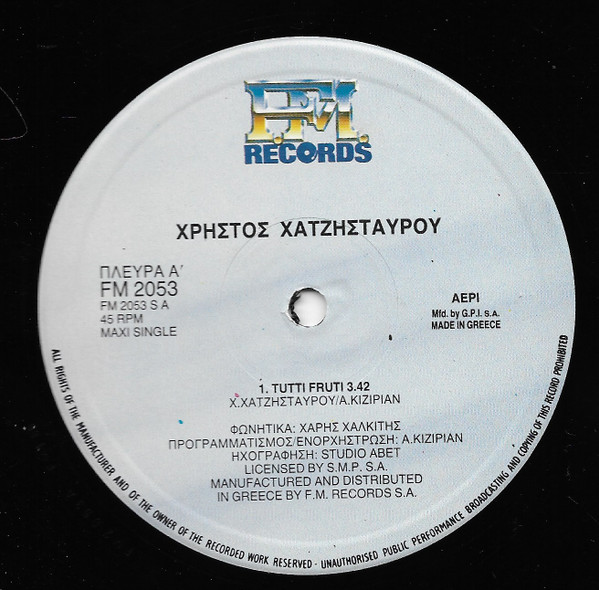 F.M.
RECORDS
ΧΡΗΣΤΟΣ ΧΑΤΖΗΣΤΑΥΡΟΥ
ΠΛΕΥΡΑ Α΄
FM 2053
FM 2053 S A
45 RPM
MAXI SINGLE
ΑΕΡΙ
Mfd. by G.P.I. s.a.
MADE IN GREECE
1. TUTTI FRUTI 3.42
Χ.ΧΑΤΖΗΣΤΑΥΡΟΥ/Α.ΚΙΖΙRΙΑΝ
ΦΩΝΗΤΙΚΑ: ΧΑΡΗΣ ΧΑΛΚΙΤΗΣ
ΠΡΟΓΡΑΜΜΑΤΙΣΜΟΣ/ΕΝΟΡΧΗΣΤΡΩΣΗ: Α.ΚΙΖΙRΙΑΝ
ΗΧΟΓΡΑΦΗΣΗ: STUDIO ABET
LICENSED BY S.M.P. S.A.
MANUFACTURED AND DISTRIBUTED
IN GREECE BY F.M. RECORDS S.A.
ALL RIGHTS OF THE MANUFACTURER AND OF THE OWNER OF THE RECORDED WORK RESERVED · UNAUTHORISED PUBLIC PERFORMANCE BROADCASTING AND COPYING OF THIS RECORD PROHIBITED